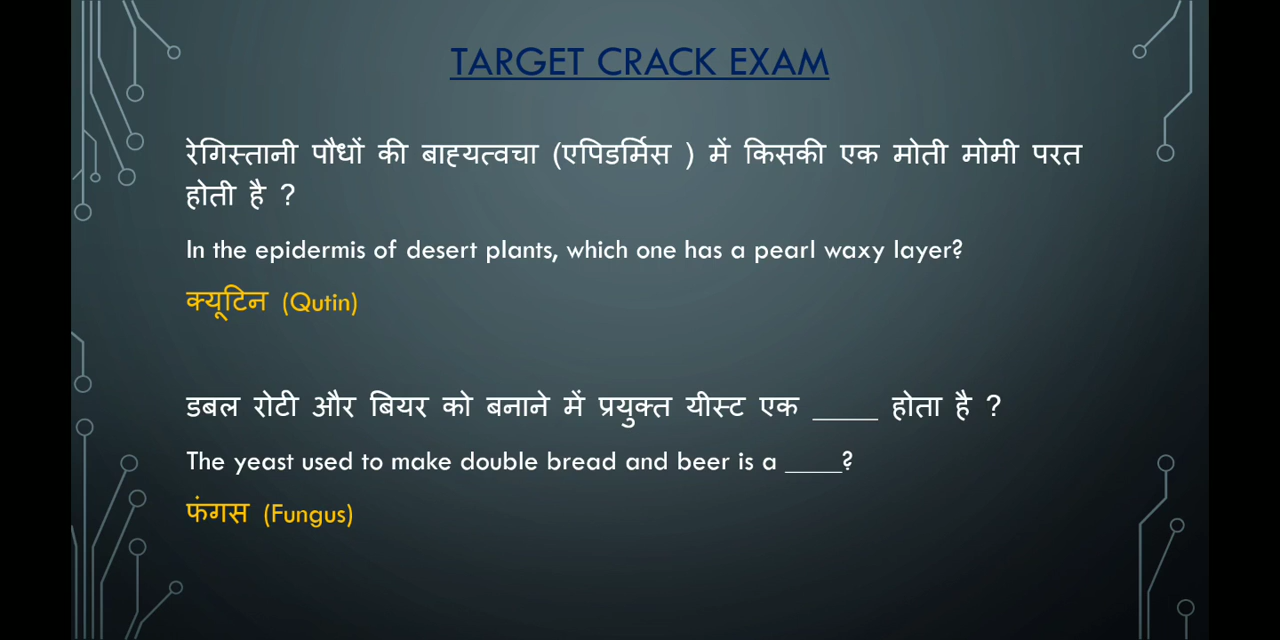 TARGET CRACK EXAM
रेगिस्तानी पौधों की बाह्यत्वचा (एपिडर्मिस ) में किसकी एक मोती मोमी परत
होती है ?
In the epidermis of desert plants, which one has a pearl waxy layer?
क्यूटिन (Qutin)
डबल रोटी और बियर को बनाने में प्रयुक्त यीस्ट एक _____ होता है ?
The yeast used to make double bread and beer is a ____?
फंगस (Fungus)